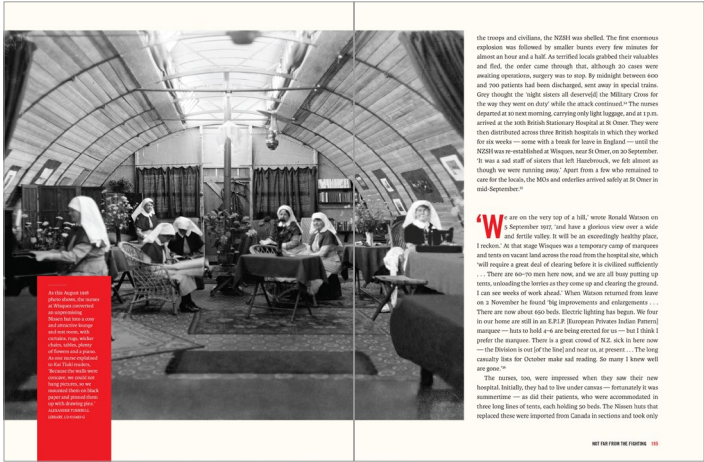 As this August 1918
photo shows, the nurses
at Wisques converted
an unpromising
Nissen hut into a cosy
and attractive lounge
and rest room, with
curtains, rugs, wicker
chairs, tables, plenty
of flowers and a piano.
As one nurse explained
to Kai Tiaki readers,
'Because the walls were
concave, we could not
hang pictures, so we
mounted them on black
paper and pinned them
up with drawing pins.'
ALEXANDER TURNBULL
LIBRARY,
the troops and civilians, the NZSH was shelled. The first enormous
explosion was followed by smaller bursts every few minutes for
almost an hour and a half. As terrified locals grabbed their valuables
and fled, the order came through that, although 20 cases were
awaiting operations, surgery was to stop. By midnight between 600
and 700 patients had been discharged, sent away in special trains.
Grey thought the 'night sisters all deserve[d] the Military Cross for
the way they went on duty' while the attack continued. The nurses
departed at 10 next morning, carrying only light luggage, and at 1 p.m.
arrived at the 10th British Stationary Hospital at St Omer. They were
then distributed across three British hospitals in which they worked
for six weeks — some with a break for leave in England — until the
NZSH was re-established at Wisques, near St Omer, on 20 September.
'It was a sad staff of sisters that left Hazebrouck, we felt almost as
though we were running away.' Apart from a few who remained to
care for the locals, the MOs and orderlies arrived safely at St Omer in
mid-September.
'We are on the very top of a hill,' wrote Ronald Watson on
5 September 1917, 'and have a glorious view over a wide
and fertile valley. It will be an exceedingly healthy place,
I reckon.' At that stage Wisques was a temporary camp of marquees
and tents on vacant land across the road from the hospital site, which
'will require a great deal of clearing before it is civilized sufficiently
. . . There are 60–70 men here now, and we are all busy putting up
tents, unloading the lorries as they come up and clearing the ground.
I can see weeks of work ahead.' When Watson returned from leave
on 2 November he found 'big improvements and enlargements . . .
There are now about 650 beds. Electric lighting has begun. We four
in our home are still in an E.P.I.P. [European Privates Indian Pattern]
marquee — huts to hold 4–6 are being erected for us — but I think I
prefer the marquee. There is a great crowd of N.Z. sick in here now
— the Division is out [of the line] and near us, at present . . . The long
casualty lists for October make sad reading. So many I knew well
are gone.'
The nurses, too, were impressed when they saw their new
hospital. Initially, they had to live under canvas — fortunately it was
summertime — as did their patients, who were accommodated in
three long lines of tents, each holding 50 beds. The Nissen huts that
replaced these were imported from Canada in sections and took only
NOT FAR FROM THE FIGHTING